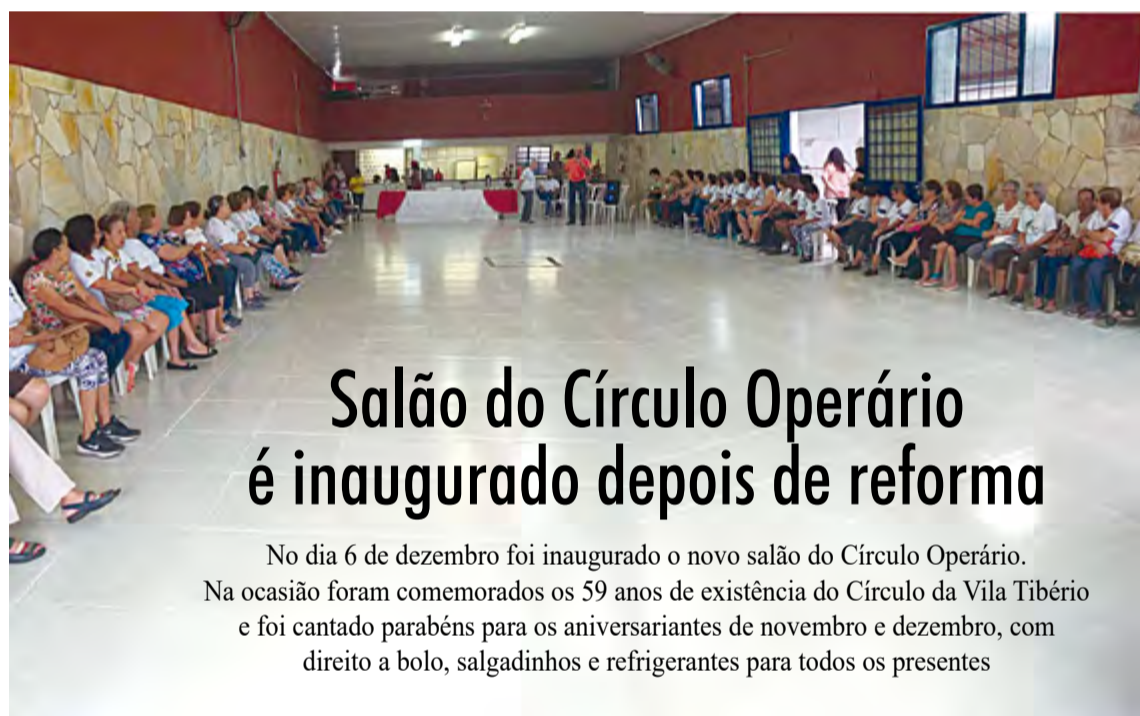 Salão do Círculo Operário
é inaugurado depois de reforma
No dia 6 de dezembro foi inaugurado o novo salão do Círculo Operário.
Na ocasião foram comemorados os 59 anos de existência do Círculo da Vila Tibério
e foi cantado parabéns para os aniversariantes de novembro e dezembro, com
direito a bolo, salgadinhos e refrigerantes para todos os presentes